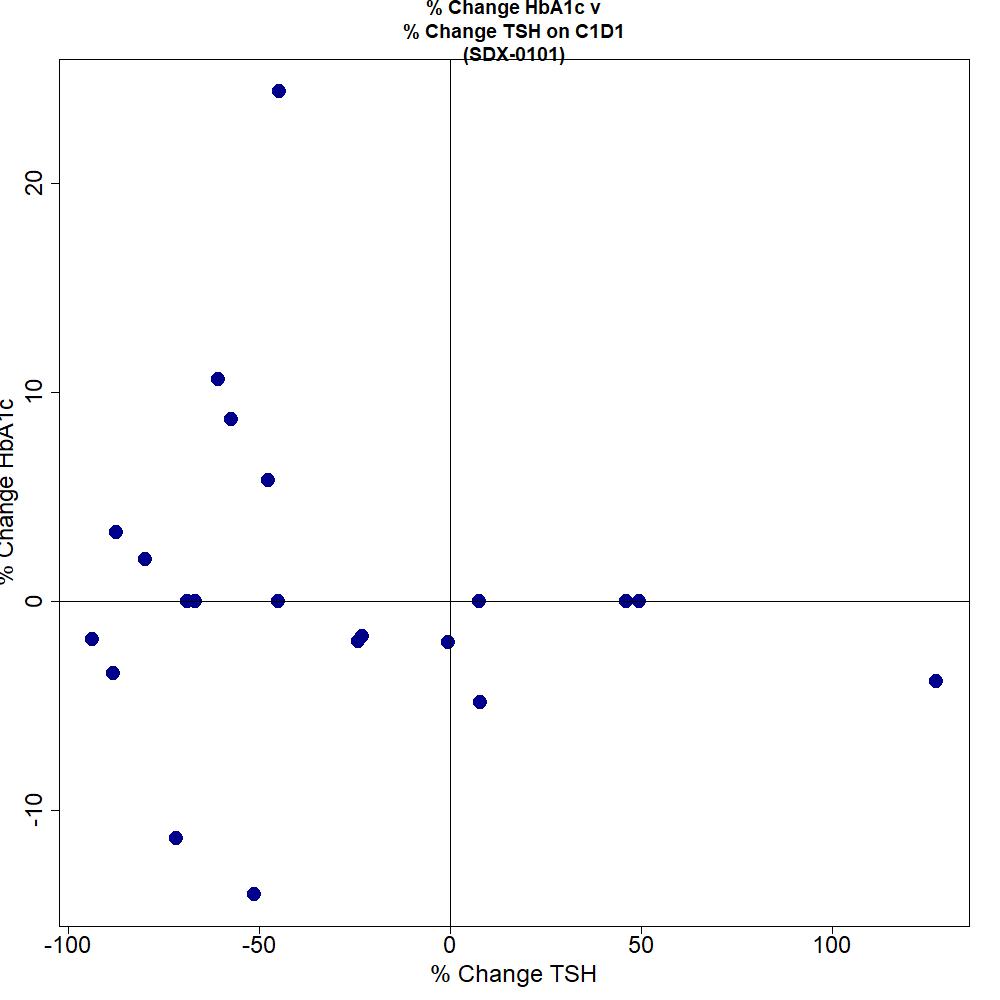 % Change HbA1c v
% Change TSH on C1D1
(SDX-0101)
20
10
0
-10
% Change HbA1c
-100
-50
0
50
100
% Change TSH